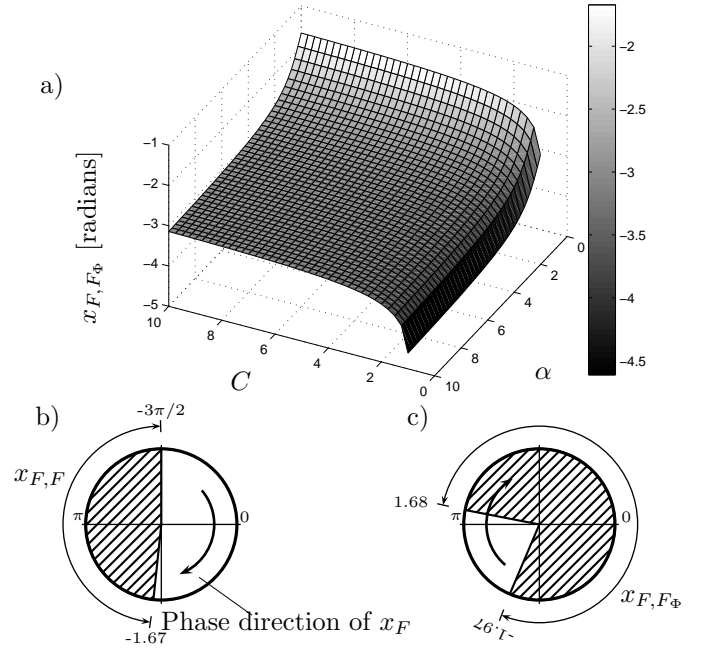 a)
x_{F,F_Φ} [radians]
−1
−2
−3
−4
−5
10
8
6
4
2
0
C
10
8
6
4
2
0
α
−2
−2.5
−3
−3.5
−4
−4.5
b)
-3π/2
x_{F,F}
π
0
-1.67
Phase direction of x_F
c)
1.68
π
0
-1.97
x_{F,F_Φ}